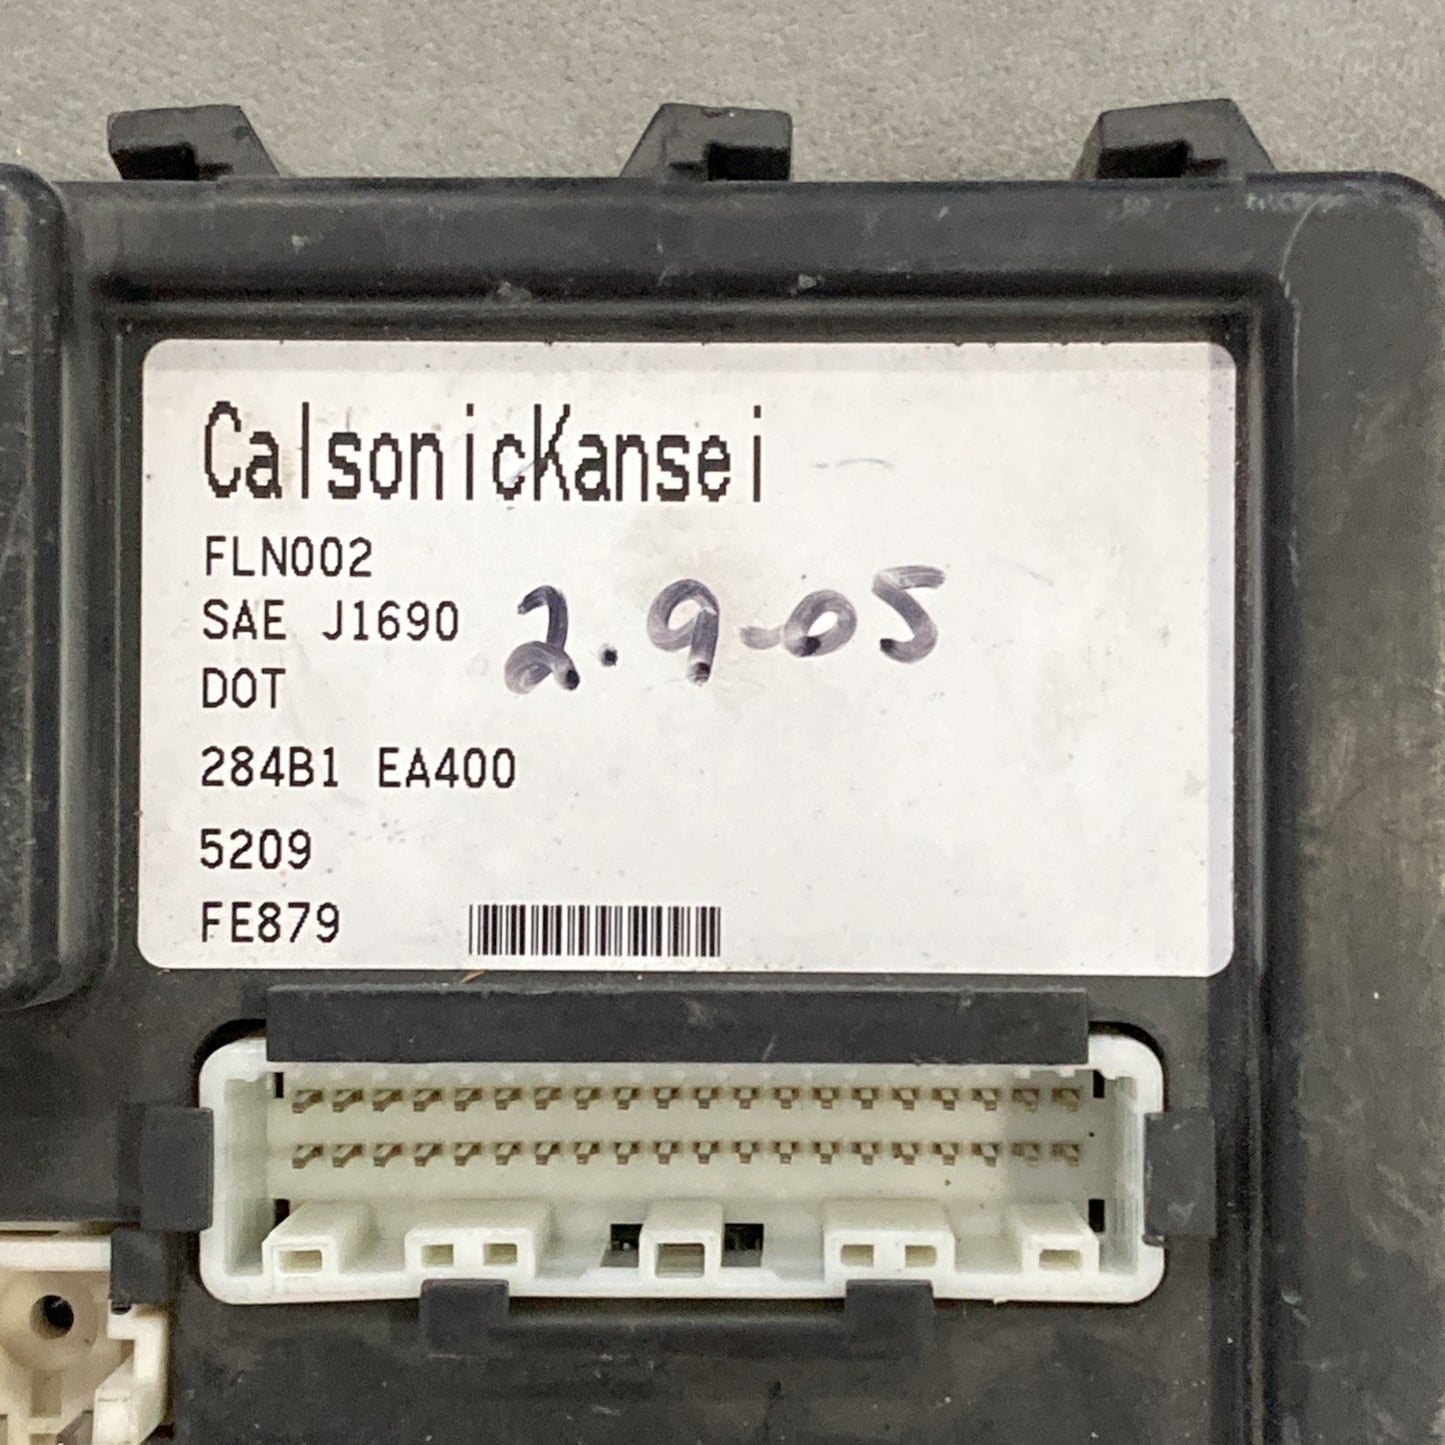 CalsonicKansei
FLN002
SAE J1690
2.9.05
DOT
284B1 EA400
5209
FE879